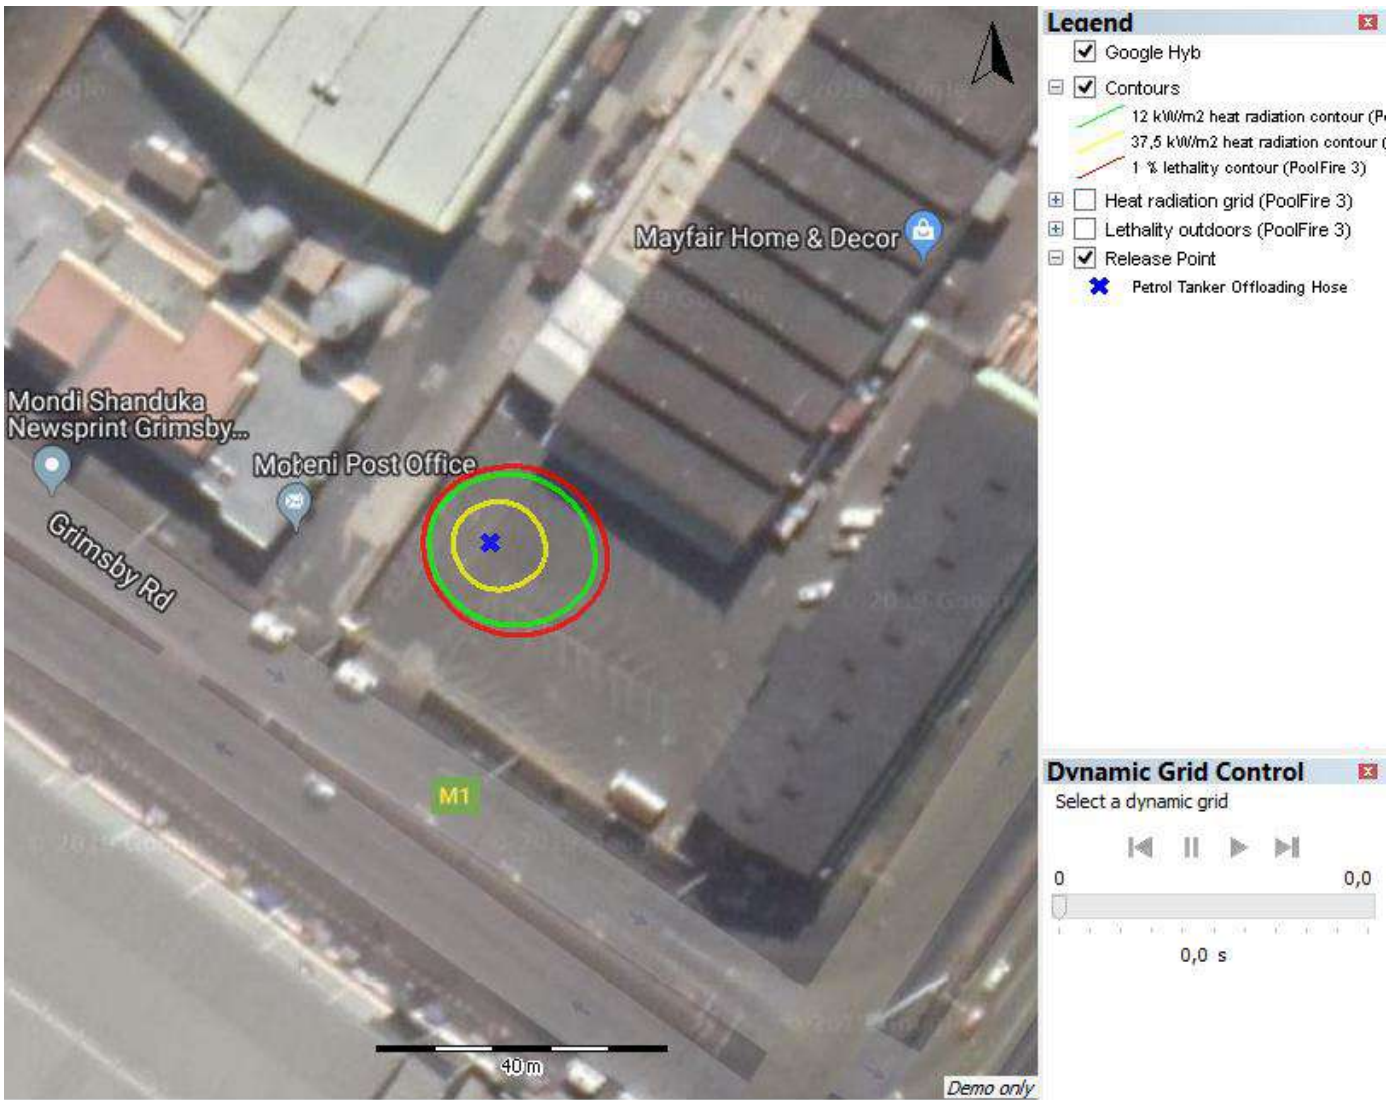 Legend
Google Hyb
Contours
12 kW/m2 heat radiation contour (P
37,5 kW/m2 heat radiation contour (
1 % lethality contour (PoolFire 3)
Heat radiation grid (PoolFire 3)
Lethality outdoors (PoolFire 3)
Release Point
Petrol Tanker Offloading Hose
Mayfair Home & Decor
Mondi Shanduka
Newsprint Grimsby...
Mobeni Post Office
Grimsby Rd
M1
40 m
Demo only
Dynamic Grid Control
Select a dynamic grid
0 0,0
0,0 s